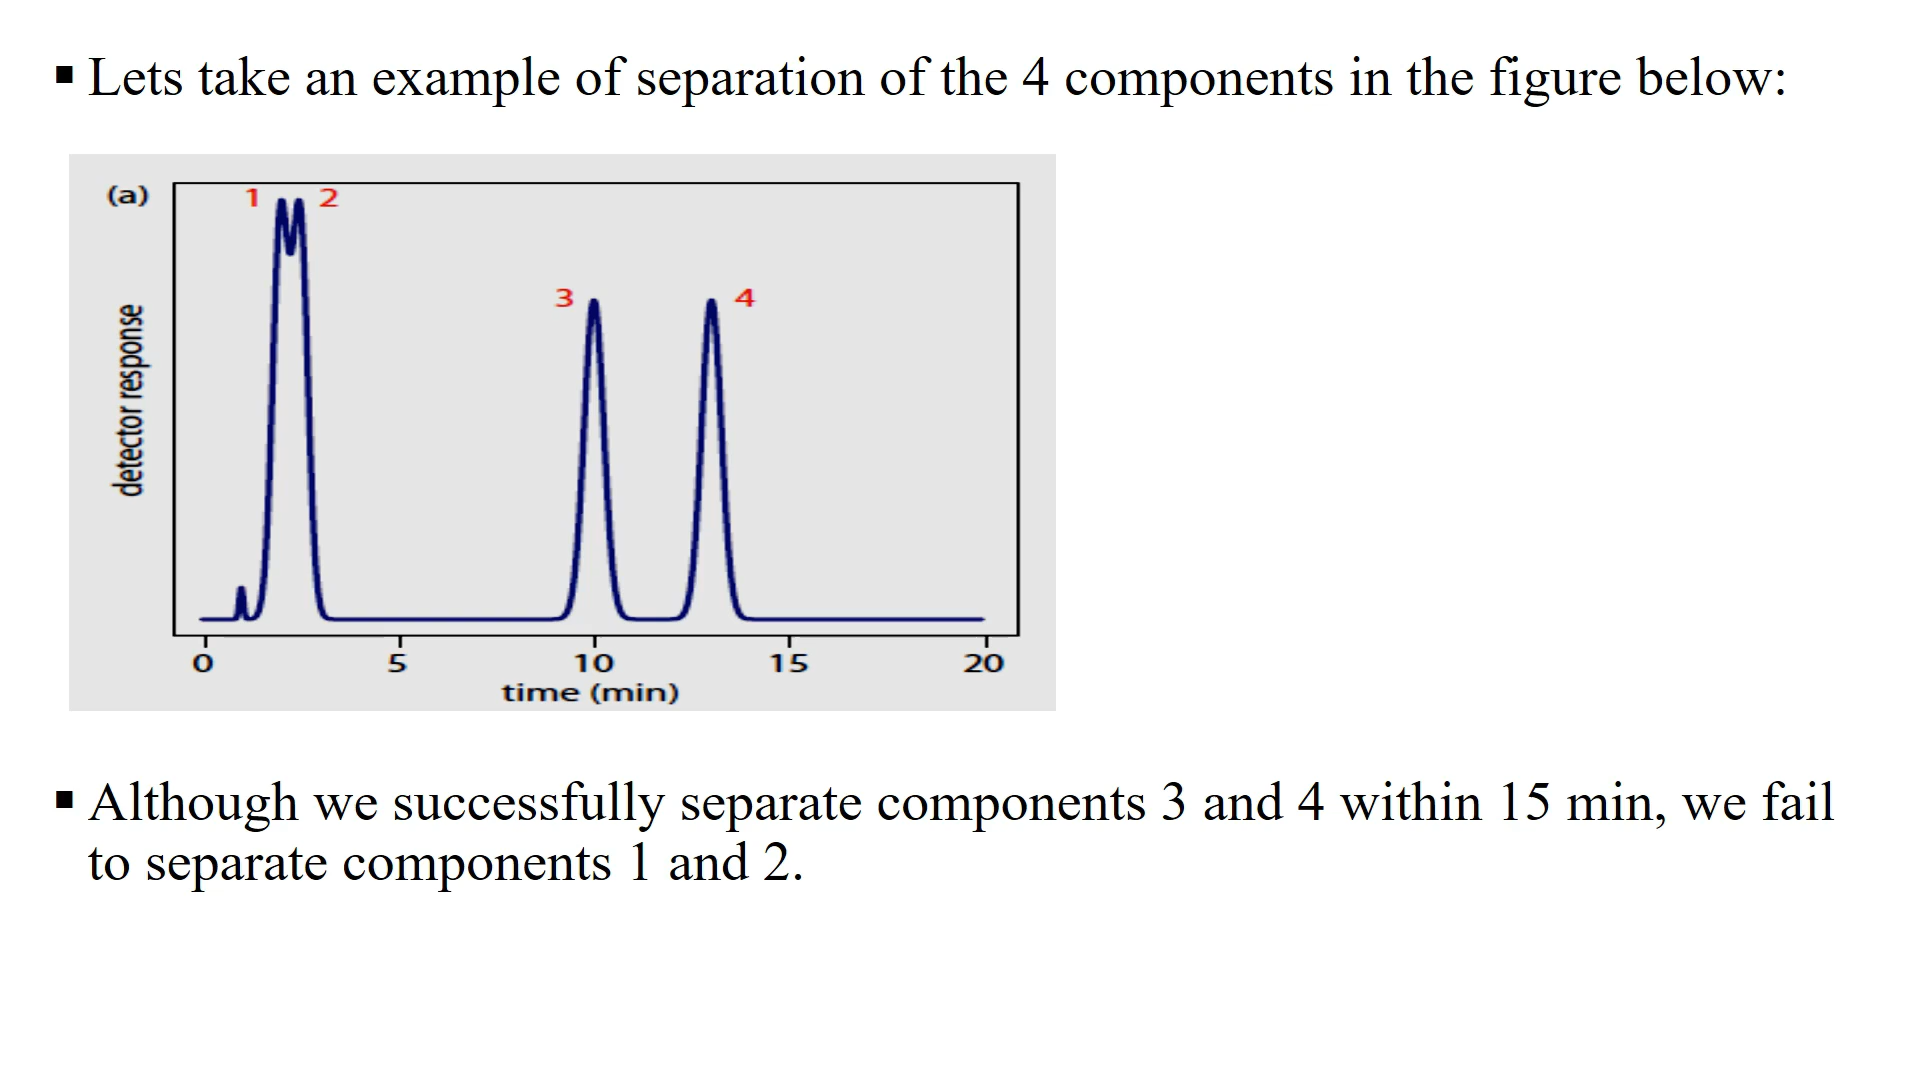 ▪ Lets take an example of separation of the 4 components in the figure below:
(a)
1 2
3 4
detector response
0 5 10 15 20
time (min)
▪ Although we successfully separate components 3 and 4 within 15 min, we fail
to separate components 1 and 2.